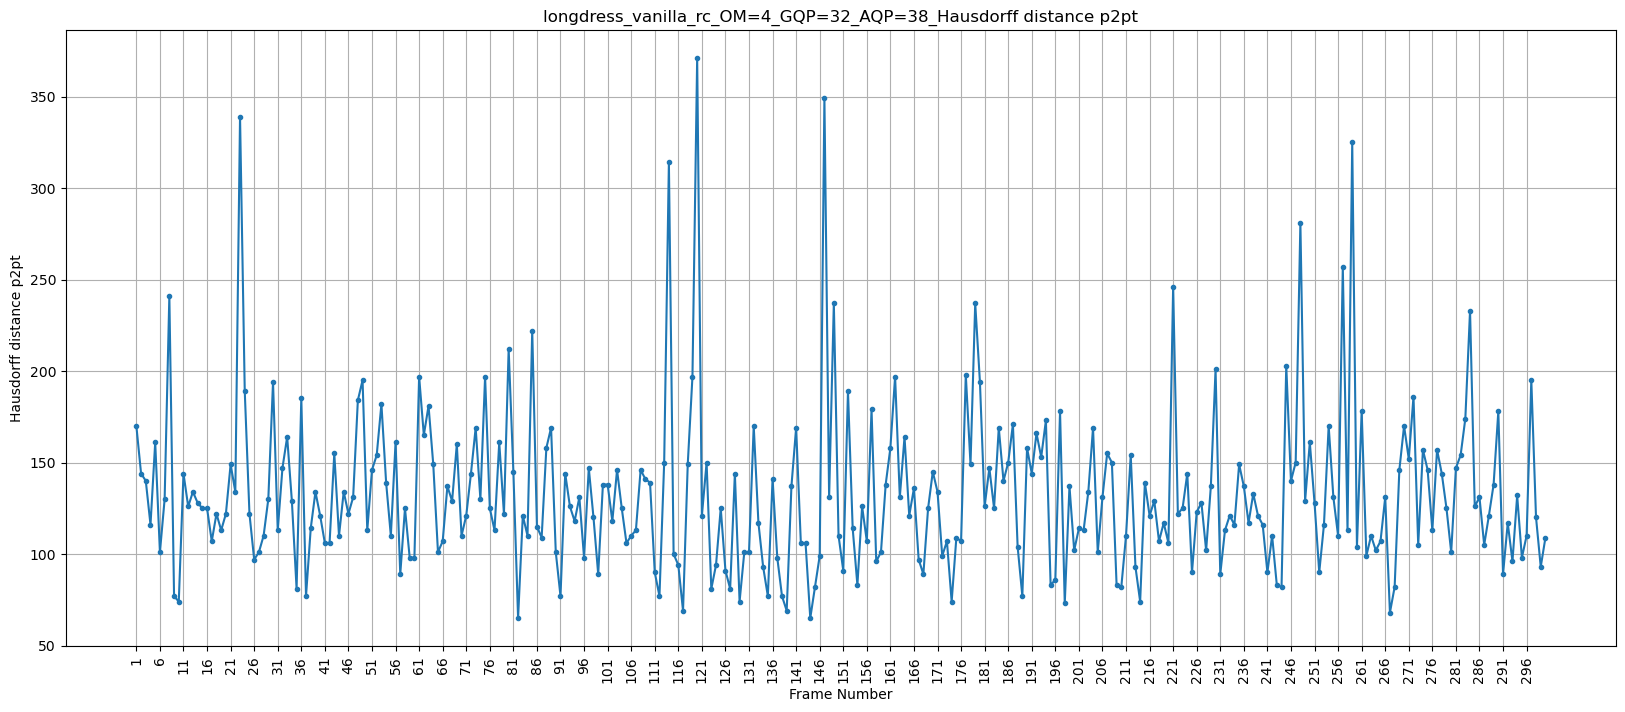 longdress_vanilla_rc_OM=4_GQP=32_AQP=38_Hausdorff distance p2pt
Hausdorff distance p2pt
350
300
250
200
150
100
50
1 6 11 16 21 26 31 36 41 46 51 56 61 66 71 76 81 86 91 96 101 106 111 116 121 126 131 136 141 146 151 156 161 166 171 176 181 186 191 196 201 206 211 216 221 226 231 236 241 246 251 256 261 266 271 276 281 286 291 296
Frame Number